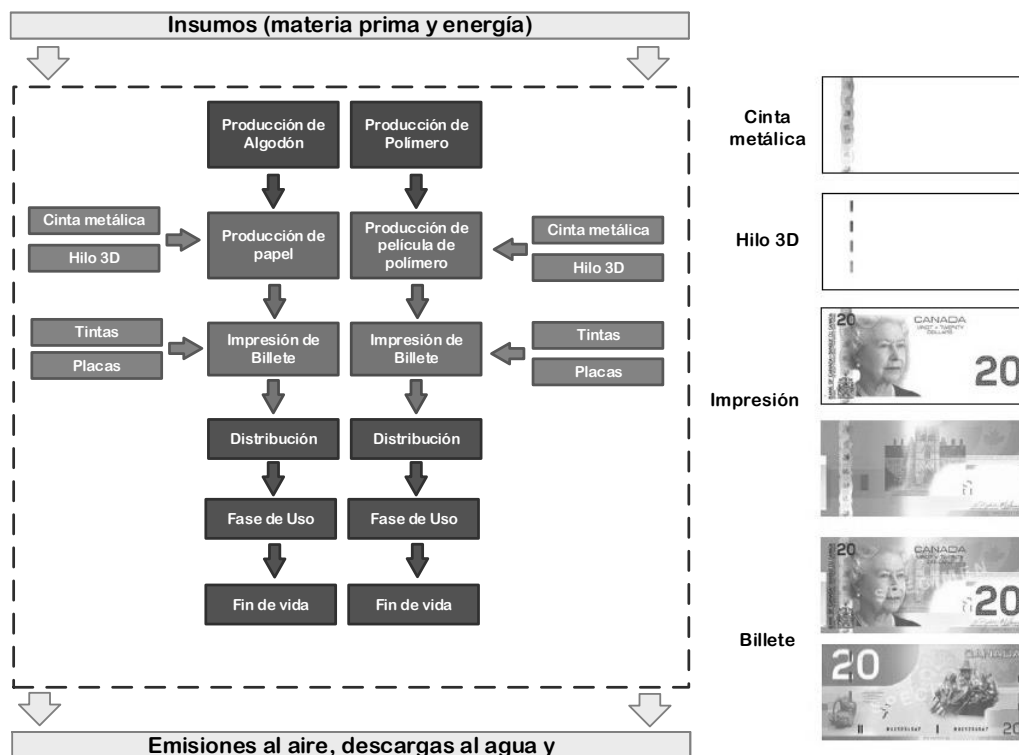 Insumos (materia prima y energía)
Producción de
Algodón
Producción de
Polímero
Cinta metálica
Hilo 3D
Producción de
papel
Producción de
película de
polímero
Cinta metálica
Hilo 3D
Tintas
Placas
Impresión de
Billete
Impresión de
Billete
Tintas
Placas
Distribución
Distribución
Fase de Uso
Fase de Uso
Fin de vida
Fin de vida
Emisiones al aire, descargas al agua y
Cinta
metálica
Hilo 3D
Impresión
20
CANADA
20
Billete
20
CANADA
20
20
CANADA
20